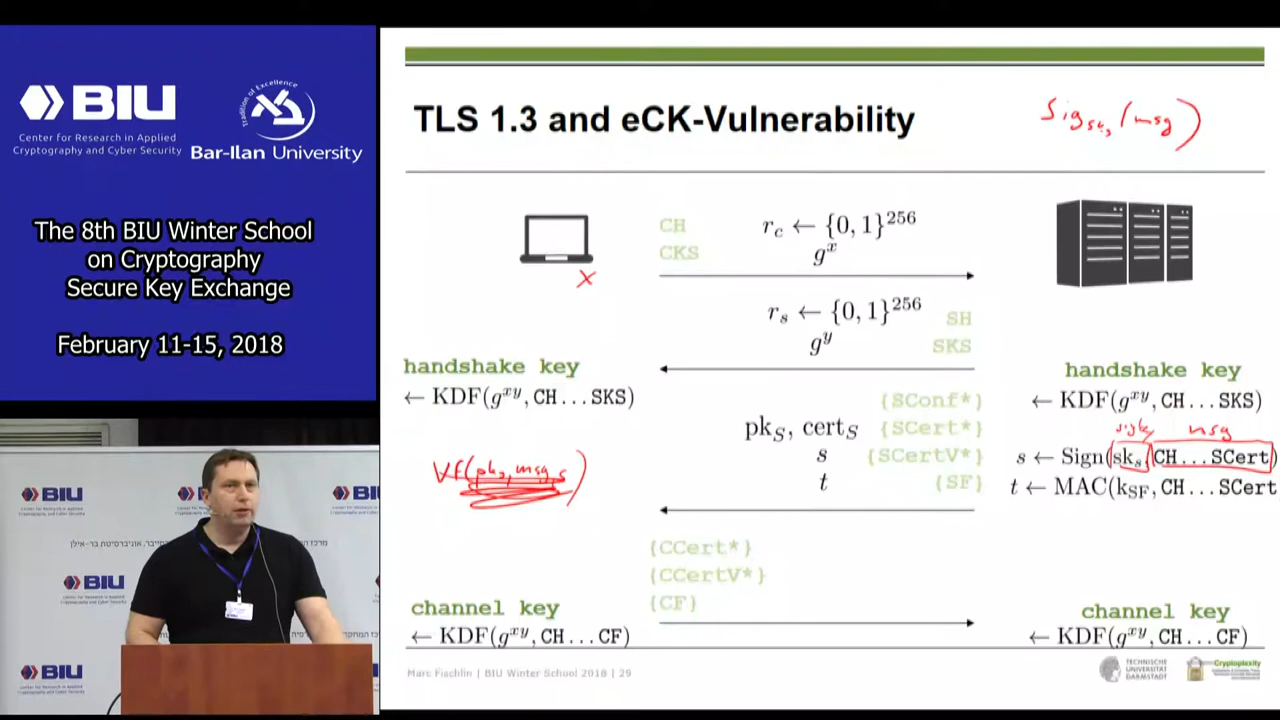 BIU
Center for Research in Applied
Cryptography and Cyber Security
Bar-Ilan University
The 8th BIU Winter School
on Cryptography
Secure Key Exchange
February 11-15, 2018
TLS 1.3 and eCK-Vulnerability
CH
CKS
r_c ← {0, 1}^256
g^x
x
r_s ← {0, 1}^256
g^y
SH
SKS
handshake key
← KDF(g^xy, CH...SKS)
handshake key
← KDF(g^xy, CH...SKS)
{SConf*}
pk_S, cert_S {SCert*}
s {SCertV*}
t {SF}
msg
s ← Sign(sk_s, CH...SCert)
t ← MAC(k_SF, CH...SCert
{CCert*}
{CCertV*}
{CF}
channel key
← KDF(g^xy, CH...CF)
channel key
← KDF(g^xy, CH...CF)
Marc Fischlin | BIU Winter School 2018 | 29
TECHNISCHE
UNIVERSITÄT
DARMSTADT
Cryptoplexity
BIU
BIU
BIU
BIU